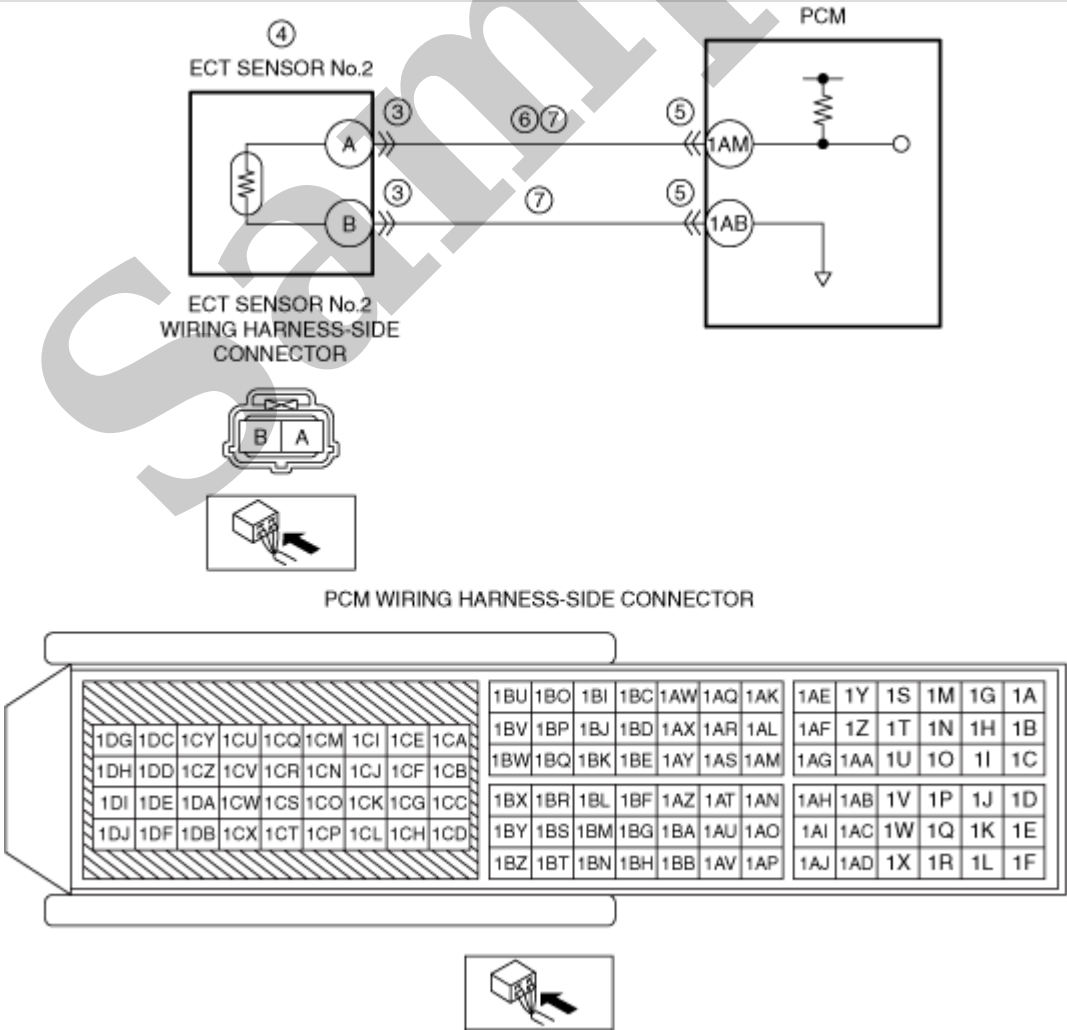 PCM
④
ECT SENSOR No.2
③ ⑥⑦ ⑤
A 1AM
③ ⑦ ⑤
B 1AB
ECT SENSOR No.2
WIRING HARNESS-SIDE
CONNECTOR
B A
PCM WIRING HARNESS-SIDE CONNECTOR
1BU 1BO 1BI 1BC 1AW 1AQ 1AK 1AE 1Y 1S 1M 1G 1A
1DG 1DC 1CY 1CU 1CQ 1CM 1CI 1CE 1CA 1BV 1BP 1BJ 1BD 1AX 1AR 1AL 1AF 1Z 1T 1N 1H 1B
1DH 1DD 1CZ 1CV 1CR 1CN 1CJ 1CF 1CB 1BW 1BQ 1BK 1BE 1AY 1AS 1AM 1AG 1AA 1U 1O 1I 1C
1DI 1DE 1DA 1CW 1CS 1CO 1CK 1CG 1CC 1BX 1BR 1BL 1BF 1AZ 1AT 1AN 1AH 1AB 1V 1P 1J 1D
1DJ 1DF 1DB 1CX 1CT 1CP 1CL 1CH 1CD 1BY 1BS 1BM 1BG 1BA 1AU 1AO 1AI 1AC 1W 1Q 1K 1E
1BZ 1BT 1BN 1BH 1BB 1AV 1AP 1AJ 1AD 1X 1R 1L 1F
Sam